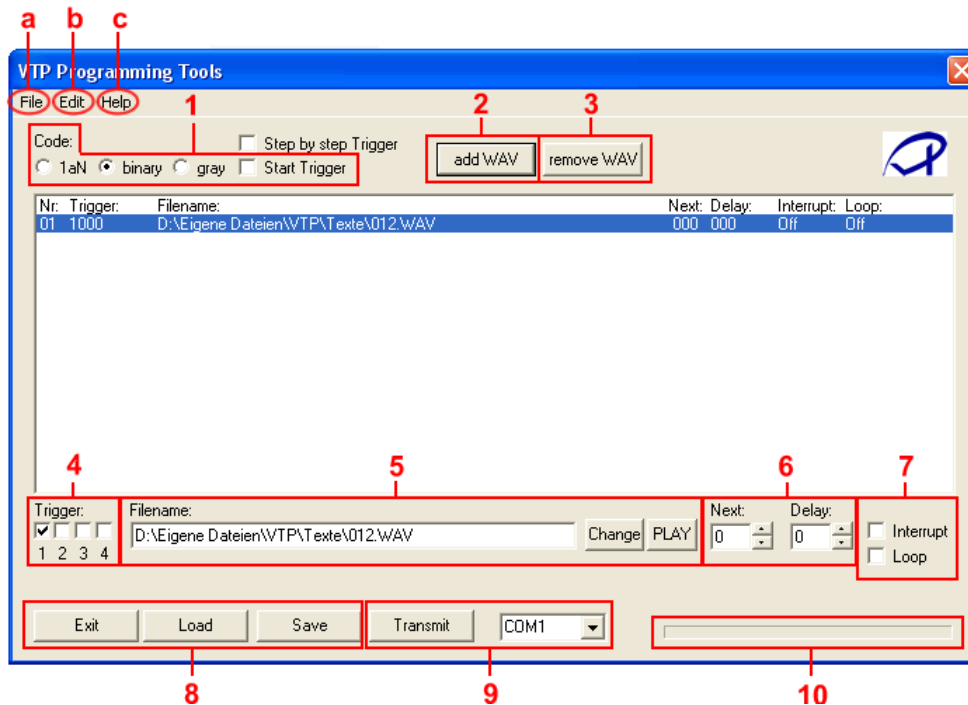 a b c
VTP Programming Tools
File Edit Help
1 2 3
Code:
Step by step Trigger
1aN binary gray Start Trigger
add WAV remove WAV
Nr: Trigger: Filename: Next: Delay: Interrupt: Loop:
01 1000 D:\Eigene Dateien\VTP\Texte\012.WAV 000 000 Off Off
4 5 6 7
Trigger: Filename: Next: Delay:
D:\Eigene Dateien\VTP\Texte\012.WAV Change PLAY 0 0 Interrupt
1 2 3 4 Loop
Exit Load Save Transmit COM1
8 9 10